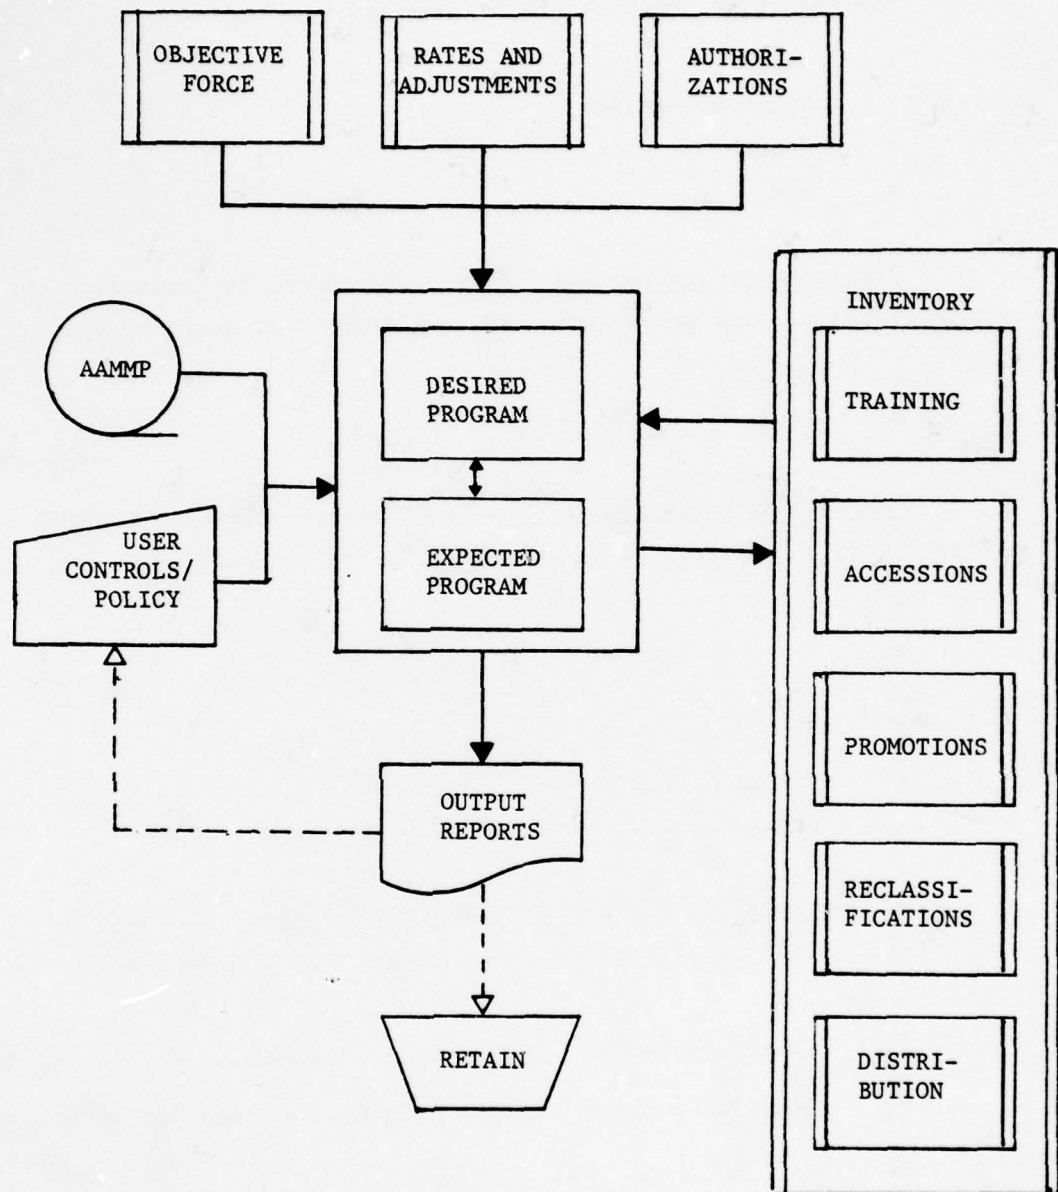 OBJECTIVE
FORCE
RATES AND
ADJUSTMENTS
AUTHORI-
ZATIONS
INVENTORY
AAMMP
DESIRED
PROGRAM
TRAINING
USER
CONTROLS/
POLICY
EXPECTED
PROGRAM
ACCESSIONS
PROMOTIONS
OUTPUT
REPORTS
RECLASSI-
FICATIONS
RETAIN
DISTRI-
BUTION